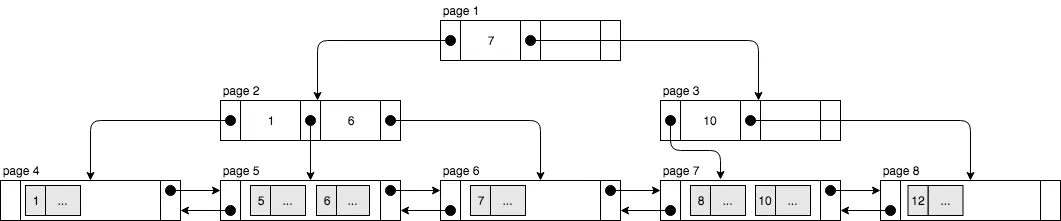 page 1
7
page 2
page 3
1 6
10
page 4
page 5
page 6
page 7
page 8
1 ...
5 ... 6 ...
7 ...
8 ... 10 ...
12 ...